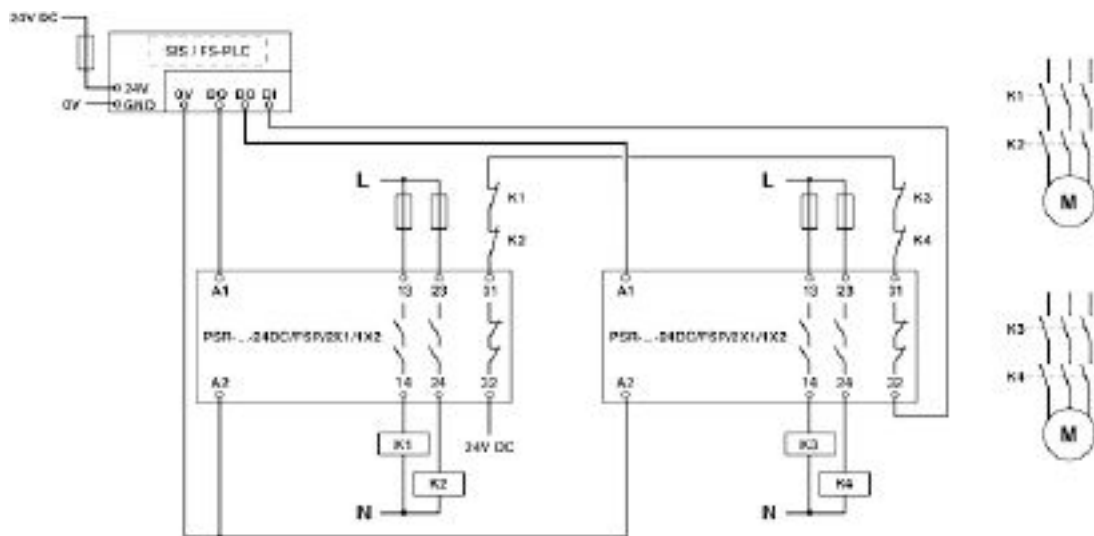 24V DC
SIS / FS-PLC
24V
0V
GND
0V DO DO DI
K1
K2
L
K1
K2
L
K3
K4
A1 13 23 31
A1 13 23 31
PSR-...-24DC/FSP/2X1/1X2
PSR-...-24DC/FSP/2X1/1X2
A2 14 24 32
A2 14 24 32
K1
K2
24V DC
K3
K4
N
N
M
K3
K4
M